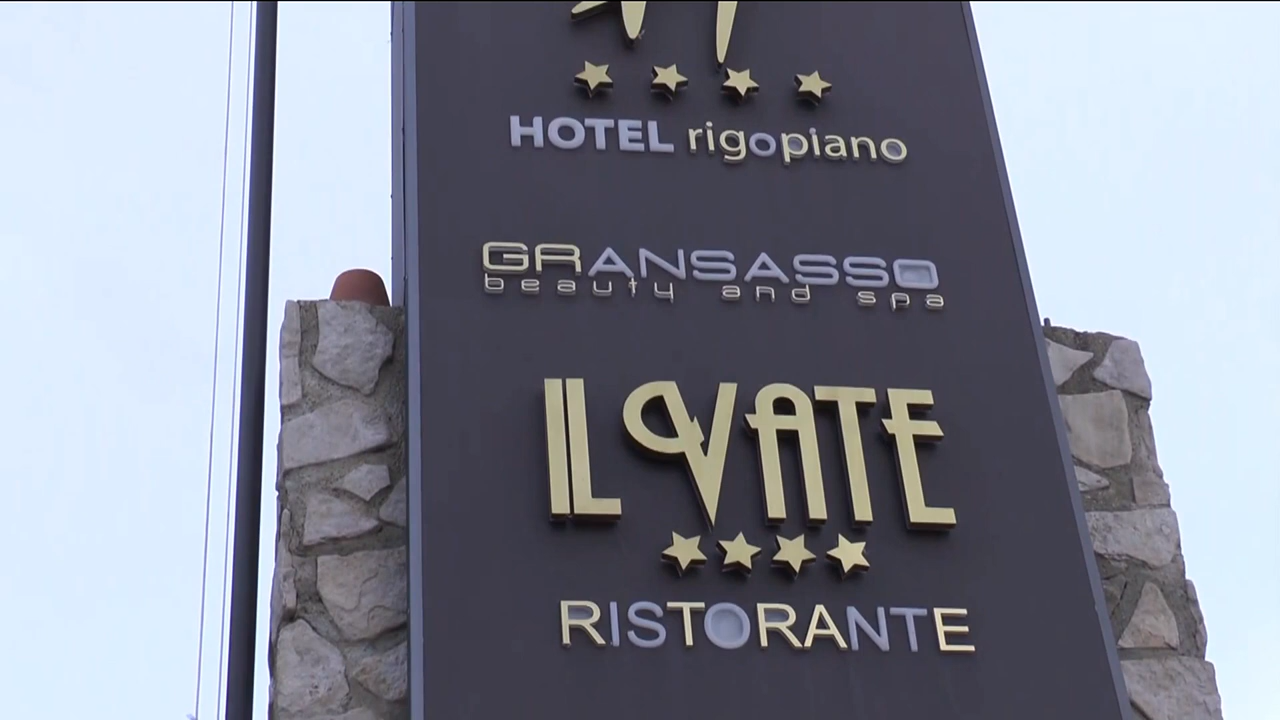 HOTEL rigopiano
GRANSASSO
beauty and spa
IL VATE
RISTORANTE